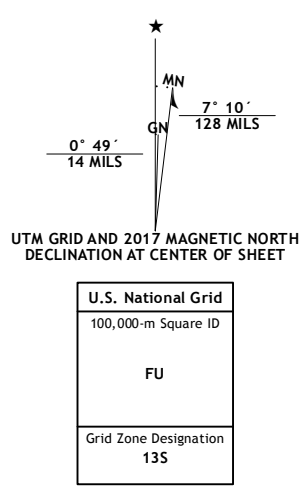 ★
MN
7° 10´
128 MILS
GN
0° 49´
14 MILS
UTM GRID AND 2017 MAGNETIC NORTH
DECLINATION AT CENTER OF SHEET
U.S. National Grid
100,000-m Square ID
FU
Grid Zone Designation
13S